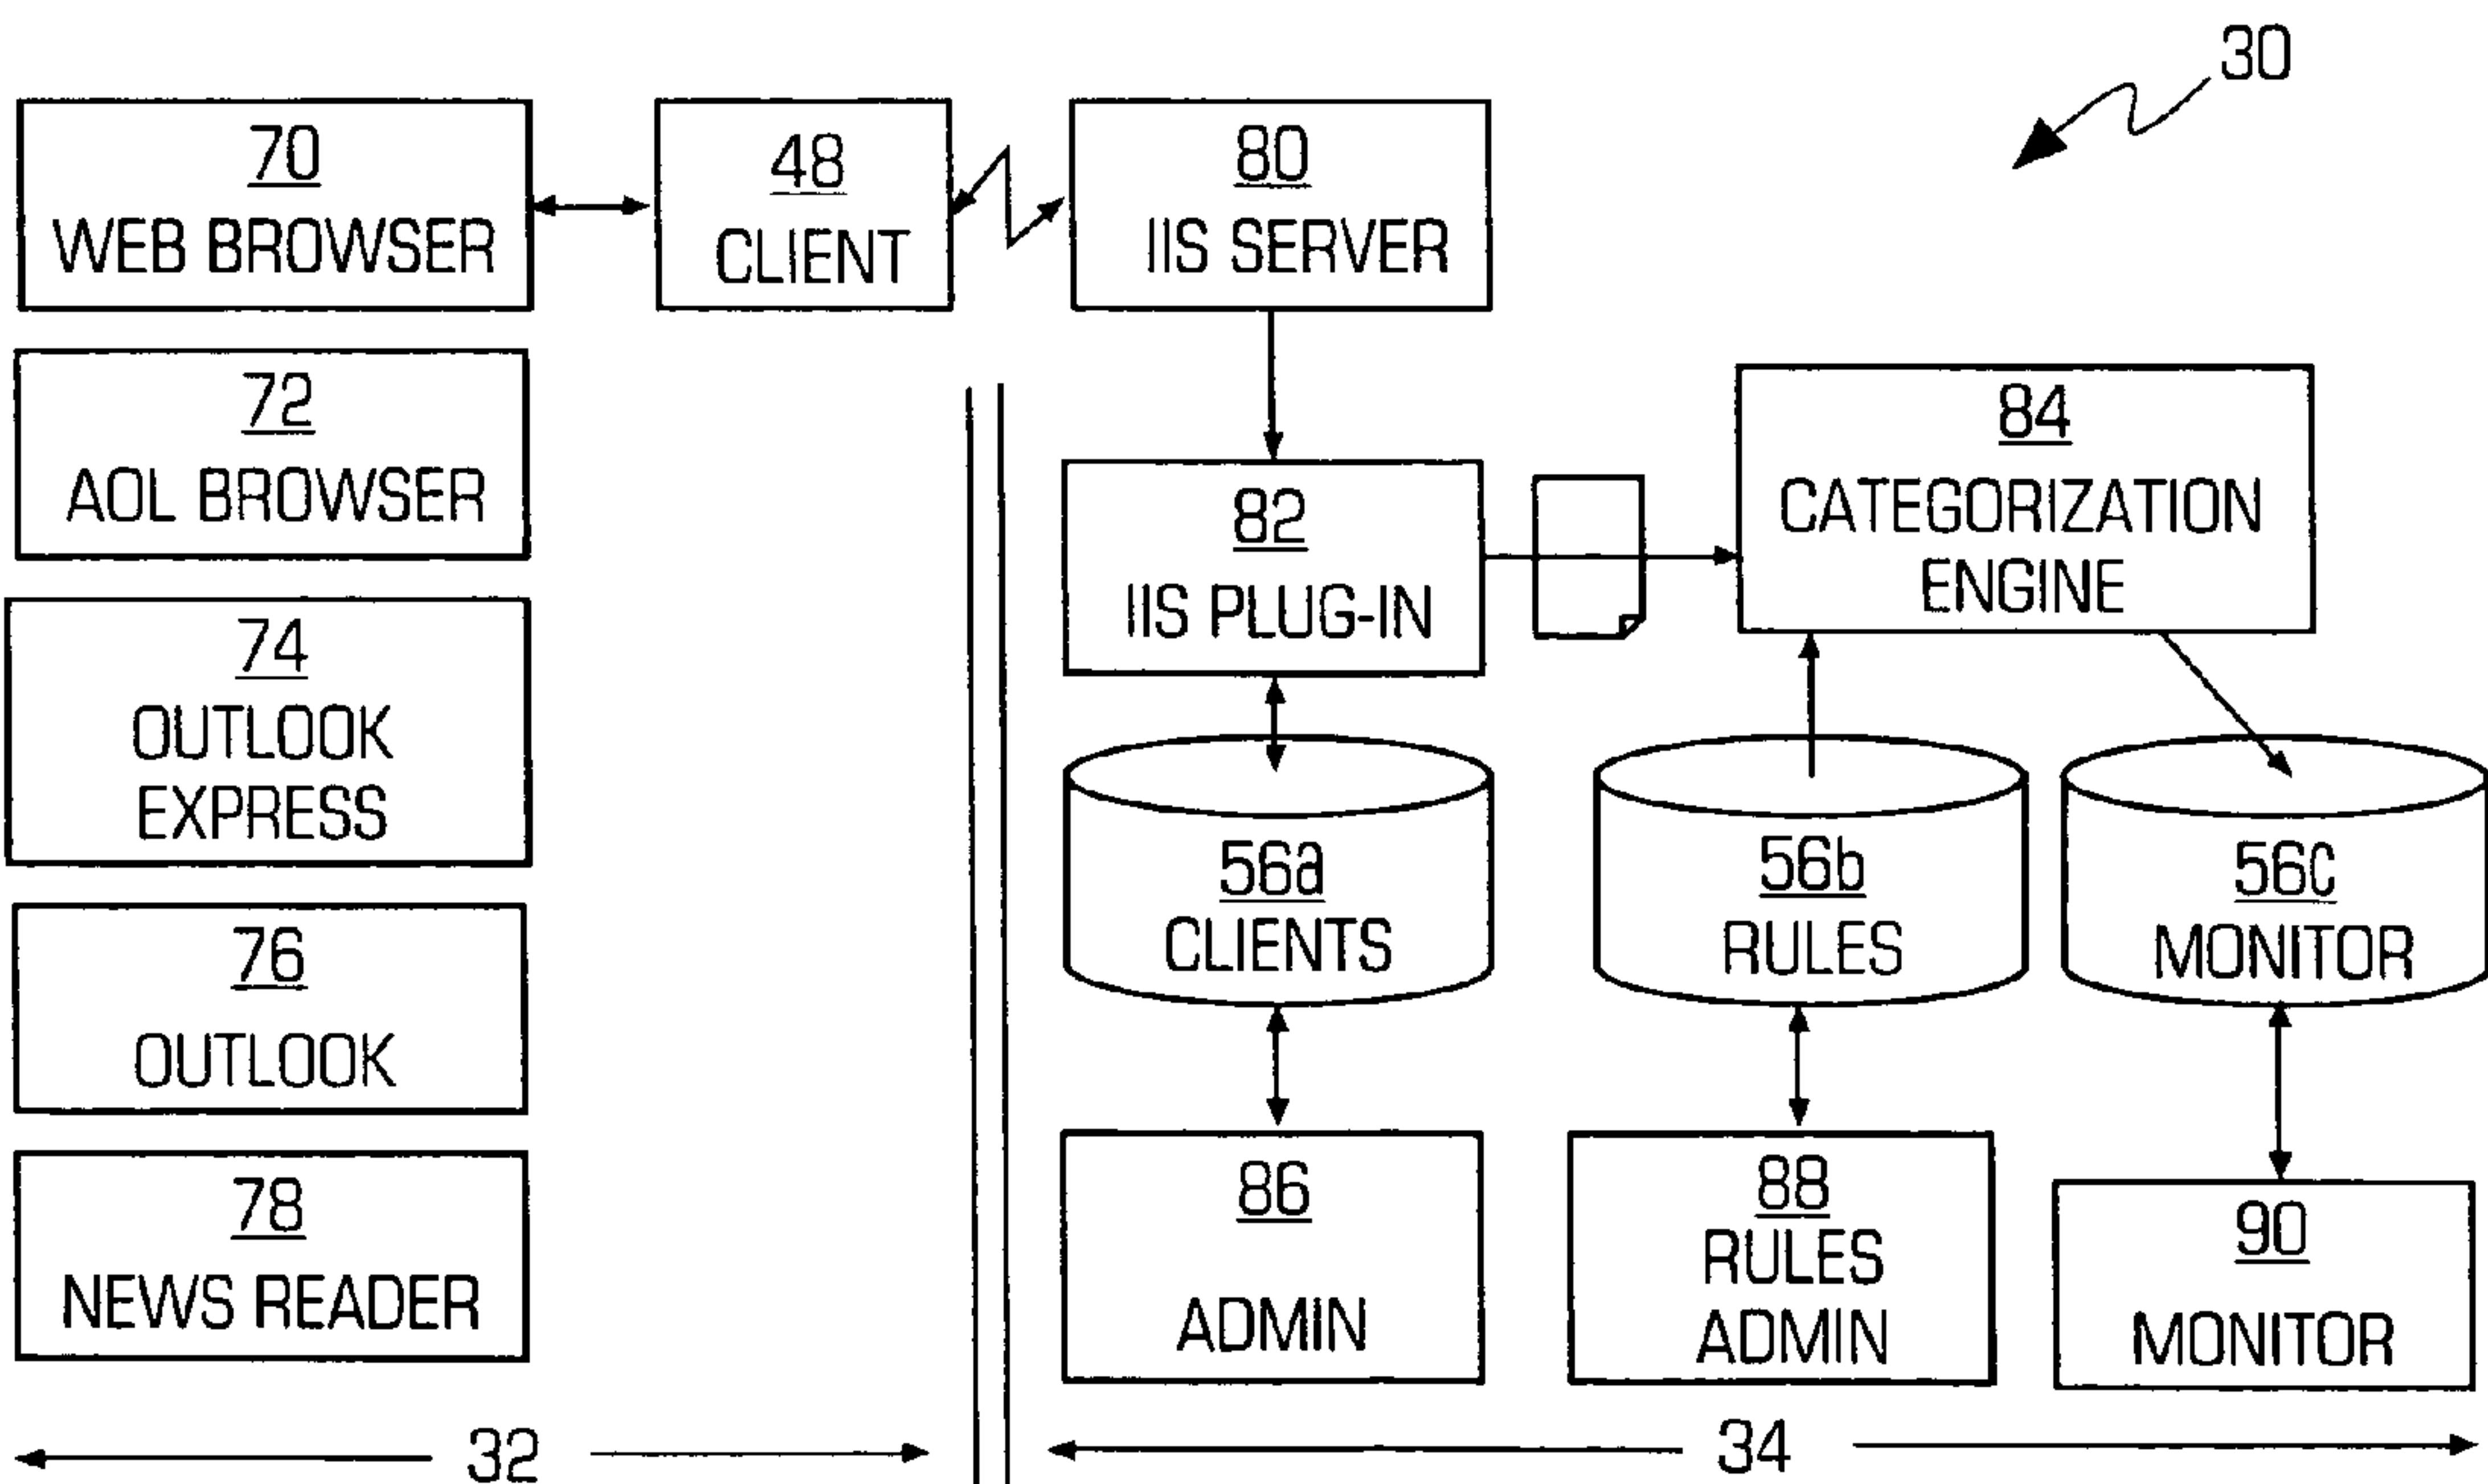 30
70
WEB BROWSER
48
CLIENT
80
IIS SERVER
72
AOL BROWSER
84
CATEGORIZATION
ENGINE
82
IIS PLUG-IN
74
OUTLOOK
EXPRESS
56a
CLIENTS
56b
RULES
56c
MONITOR
76
OUTLOOK
78
NEWS READER
86
ADMIN
88
RULES
ADMIN
90
MONITOR
32
34